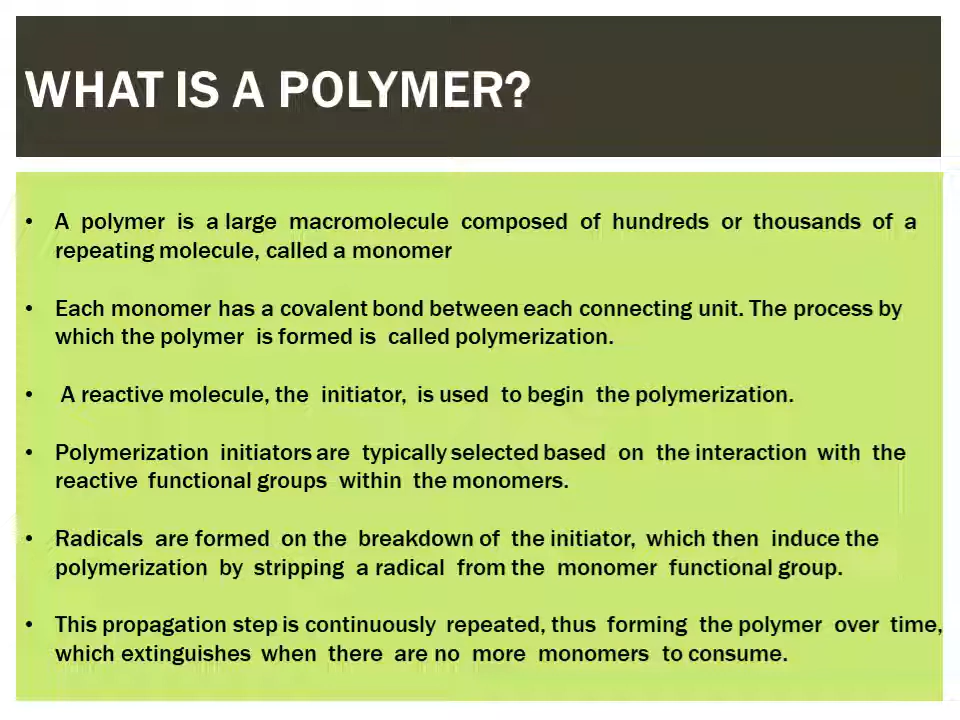 WHAT IS A POLYMER?
• A polymer is a large macromolecule composed of hundreds or thousands of a
repeating molecule, called a monomer
• Each monomer has a covalent bond between each connecting unit. The process by
which the polymer is formed is called polymerization.
• A reactive molecule, the initiator, is used to begin the polymerization.
• Polymerization initiators are typically selected based on the interaction with the
reactive functional groups within the monomers.
• Radicals are formed on the breakdown of the initiator, which then induce the
polymerization by stripping a radical from the monomer functional group.
• This propagation step is continuously repeated, thus forming the polymer over time,
which extinguishes when there are no more monomers to consume.